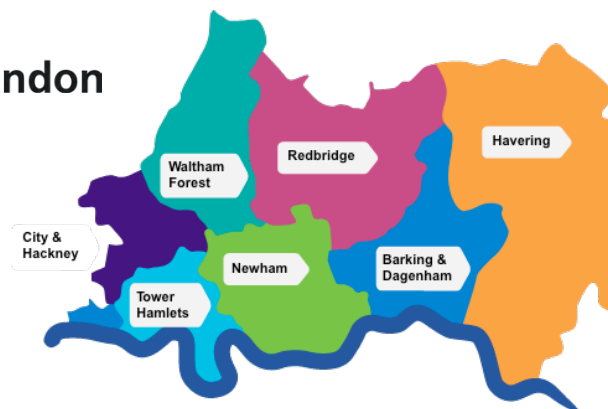 ndon
Waltham
Forest
Redbridge
Havering
City &
Hackney
Newham
Barking &
Dagenham
Tower
Hamlets